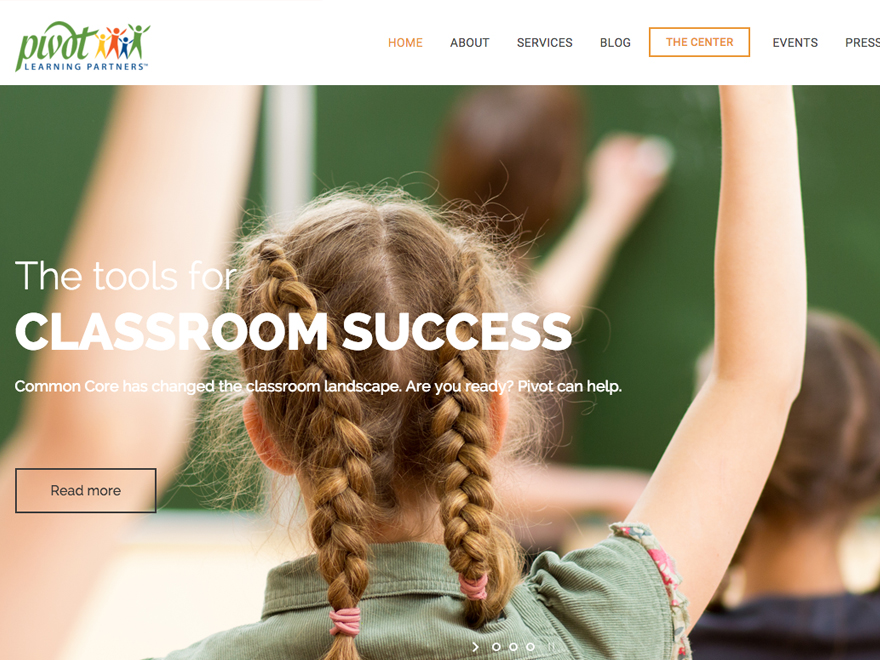 pivot
LEARNING PARTNERS™
HOME ABOUT SERVICES BLOG THE CENTER EVENTS PRESS
The tools for
CLASSROOM SUCCESS
Common Core has changed the classroom landscape. Are you ready? Pivot can help.
Read more